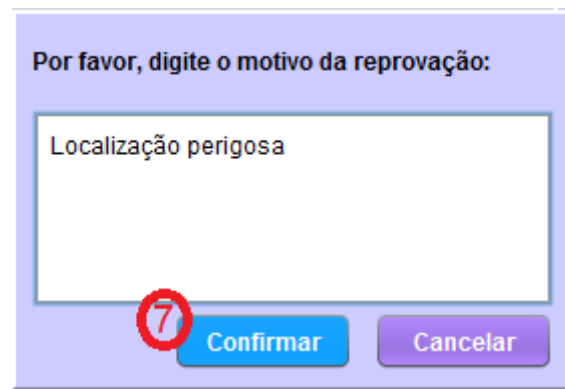 Por favor, digite o motivo da reprovação:
Localização perigosa
7
Confirmar
Cancelar